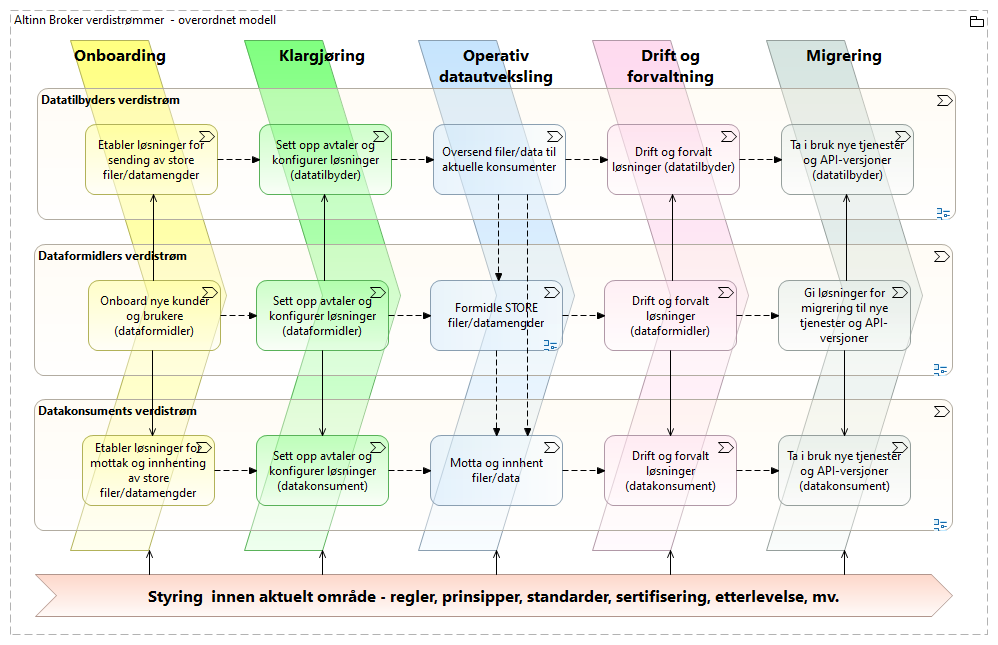 Altinn Broker verdistrømmer  - overordnet modell
Onboarding
Klargjøring
Operativ
datautveksling
Drift og
forvaltning
Migrering
Datatilbyders verdistrøm
Etabler løsninger for
sending av store
filer/datamengder
Sett opp avtaler og
konfigurer løsninger
(datatilbyder)
Oversend filer/data til
aktuelle konsumenter
Drift og forvalt
løsninger (datatilbyder)
Ta i bruk nye tjenester
og API-versjoner
(datatilbyder)
Dataformidlers verdistrøm
Onboard nye kunder
og brukere
(dataformidler)
Sett opp avtaler og
konfigurer løsninger
(dataformidler)
Formidle STORE
filer/datamengder
Drift og forvalt
løsninger
(dataformidler)
Gi løsninger for
migrering til nye
tjenester og API-
versjoner
Datakonsuments verdistrøm
Etabler løsninger for
mottak og innhenting
av store
filer/datamengder
Sett opp avtaler og
konfigurer løsninger
(datakonsument)
Motta og innhent
filer/data
Drift og forvalt
løsninger
(datakonsument)
Ta i bruk nye tjenester
og API-versjoner
(datakonsument)
Styring  innen aktuelt område - regler, prinsipper, standarder, sertifisering, etterlevelse, mv.